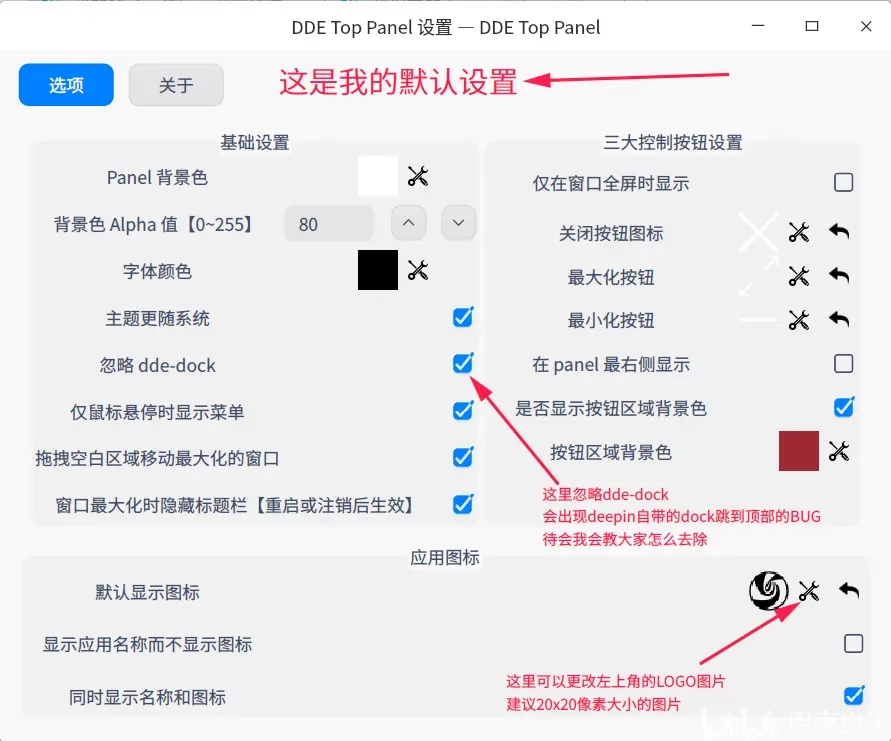 DDE Top Panel 设置 — DDE Top Panel
选项
关于
这是我的默认设置
基础设置
Panel 背景色
背景色 Alpha 值【0~255】
80
字体颜色
主题更随系统
忽略 dde-dock
仅鼠标悬停时显示菜单
拖拽空白区域移动最大化的窗口
窗口最大化时隐藏标题栏【重启或注销后生效】
三大控制按钮设置
仅在窗口全屏时显示
关闭按钮图标
最大化按钮
最小化按钮
在 panel 最右侧显示
是否显示按钮区域背景色
按钮区域背景色
这里忽略dde-dock
会出现deepin自带的dock跳到顶部的BUG
待会我会教大家怎么去除
应用图标
默认显示图标
显示应用名称而不显示图标
同时显示名称和图标
这里可以更改左上角的LOGO图片
建议20x20像素大小的图片